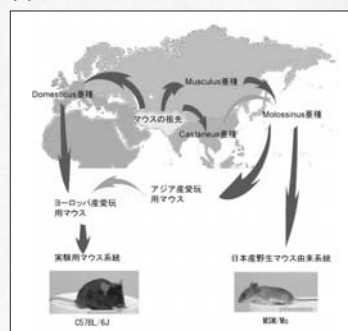 Musculus亜種
Domesticus亜種
マウスの祖先
Molossinus亜種
Castaneus亜種
アジア産愛玩
用マウス
ヨーロッパ産愛玩
用マウス
実験用マウス系統
日本産野生マウス由来系統
C57BL/6J
MSM/Ms